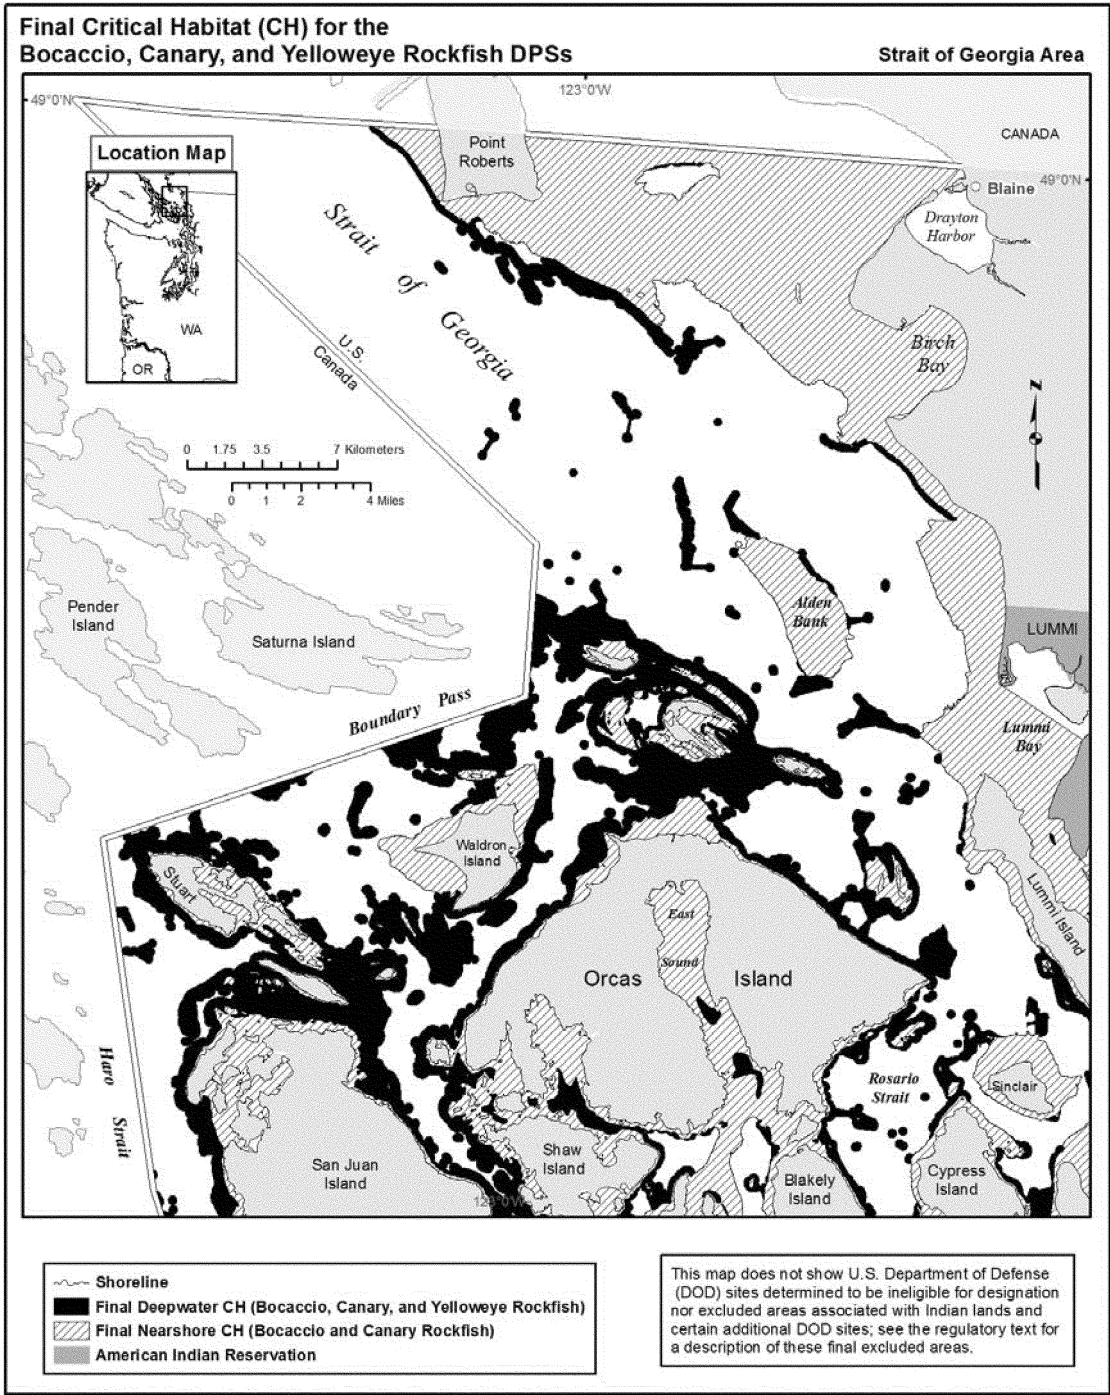 Final Critical Habitat (CH) for the
Bocaccio, Canary, and Yelloweye Rockfish DPSs
Strait of Georgia Area
49°0'N
123°0'W
CANADA
Point
Roberts
Location Map
49°0'N
Blaine
Drayton
Harbor
Strait of Georgia
WA
OR
U.S.
Canada
Birch
Bay
N
0 1.75 3.5 7 Kilometers
0 1 2 4 Miles
Pender
Island
Saturna Island
Alden
Bank
LUMMI
Boundary Pass
Lummi
Bay
Waldron
Island
Stuart
Lummi Island
East
Sound
Orcas Island
Haro Strait
Rosario
Strait
Sinclair
San Juan
Island
Shaw
Island
Blakely
Island
Cypress
Island
123°0'W
Shoreline
Final Deepwater CH (Bocaccio, Canary, and Yelloweye Rockfish)
Final Nearshore CH (Bocaccio and Canary Rockfish)
American Indian Reservation
This map does not show U.S. Department of Defense
(DOD) sites determined to be ineligible for designation
nor excluded areas associated with Indian lands and
certain additional DOD sites; see the regulatory text for
a description of these final excluded areas.